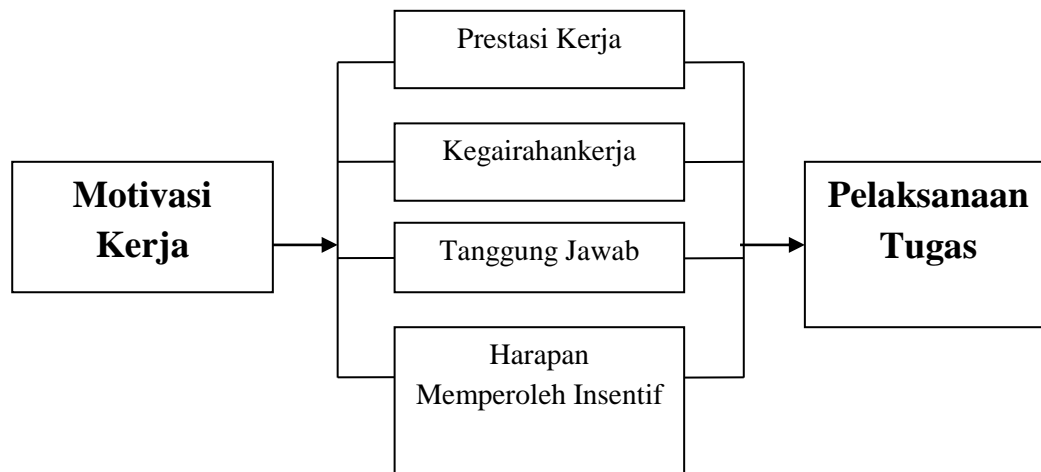 Prestasi Kerja
Kegairahankerja
Motivasi
Kerja
Pelaksanaan
Tugas
Tanggung Jawab
Harapan
Memperoleh Insentif